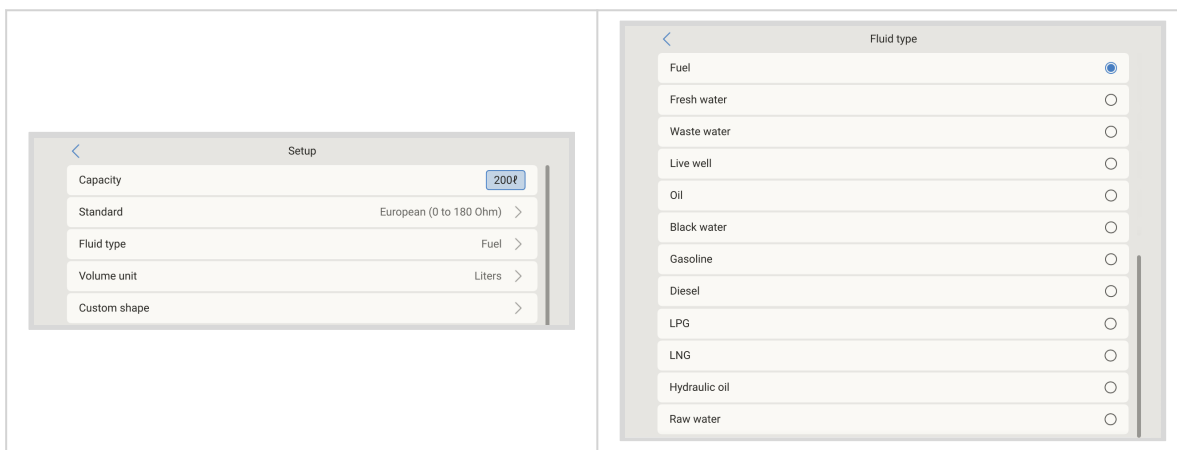 Setup
Capacity 200ℓ
Standard European (0 to 180 Ohm)
Fluid type Fuel
Volume unit Liters
Custom shape
Fluid type
Fuel
Fresh water
Waste water
Live well
Oil
Black water
Gasoline
Diesel
LPG
LNG
Hydraulic oil
Raw water